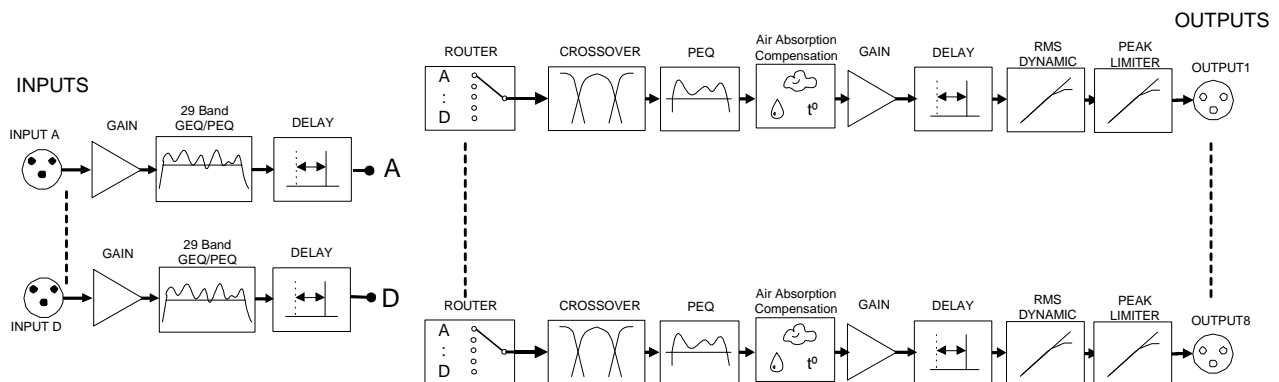 OUTPUTS
INPUTS
INPUT A
GAIN
29 Band
GEQ/PEQ
DELAY
A
ROUTER
A
:
D
CROSSOVER
PEQ
Air Absorption
Compensation
tº
GAIN
DELAY
RMS
DYNAMIC
PEAK
LIMITER
OUTPUT1
INPUT D
GAIN
29 Band
GEQ/PEQ
DELAY
D
ROUTER
A
:
D
CROSSOVER
PEQ
Air Absorption
Compensation
tº
GAIN
DELAY
RMS
DYNAMIC
PEAK
LIMITER
OUTPUT8